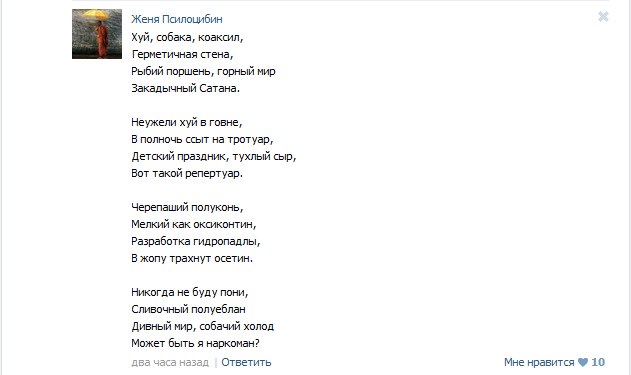 Женя Псилоцибин
Хуй, собака, коаксил,
Герметичная стена,
Рыбий поршень, горный мир
Закадычный Сатана.
Неужели хуй в говне,
В полночь ссыт на тротуар,
Детский праздник, тухлый сыр,
Вот такой репертуар.
Черепаший полуконь,
Мелкий как оксиконтин,
Разработка гидропадлы,
В жопу трахнут осетин.
Никогда не буду пони,
Сливочный полуеблан
Дивный мир, собачий холод
Может быть я наркоман?
два часа назад | Ответить
Мне нравится 10